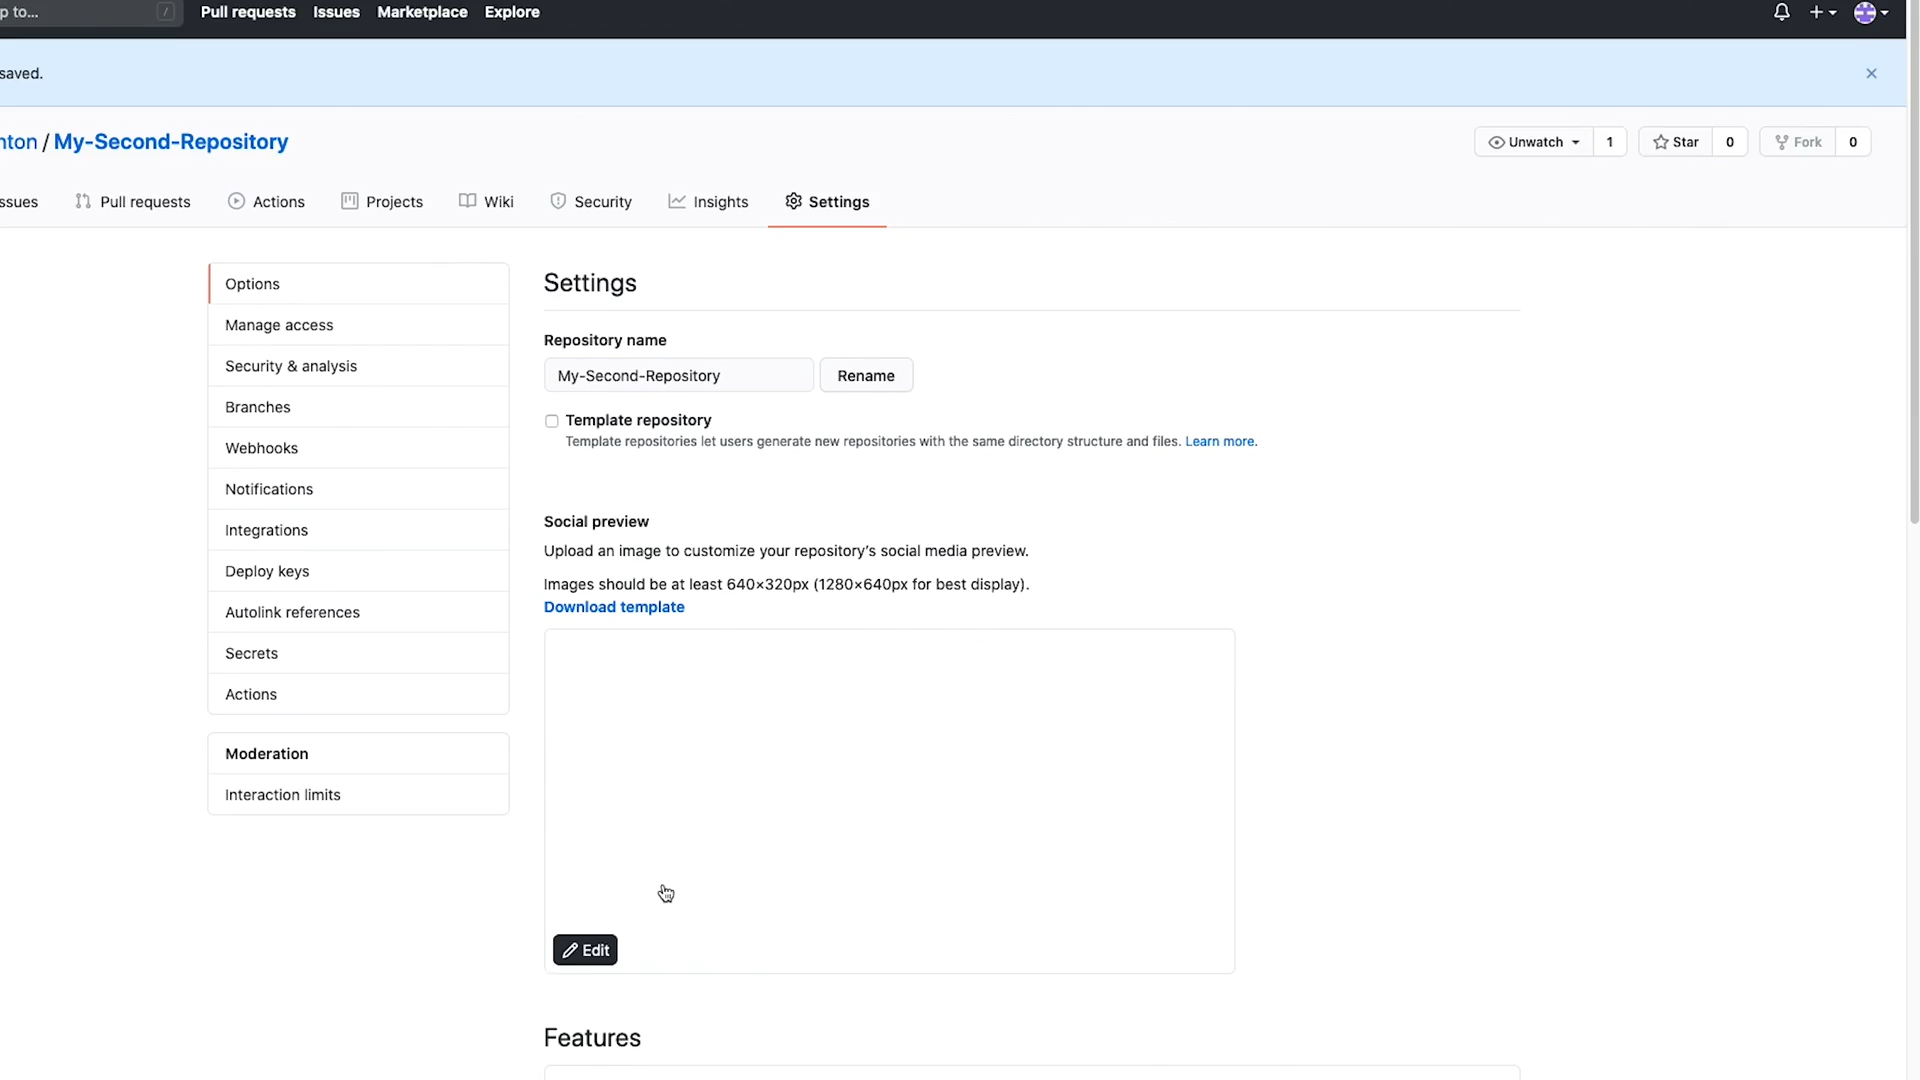 p to... / Pull requests Issues Marketplace Explore
saved.
nton / My-Second-Repository Unwatch 1 Star 0 Fork 0
ssues Pull requests Actions Projects Wiki Security Insights Settings
Options
Manage access
Security & analysis
Branches
Webhooks
Notifications
Integrations
Deploy keys
Autolink references
Secrets
Actions
Moderation
Interaction limits
Settings
Repository name
My-Second-Repository Rename
Template repository
Template repositories let users generate new repositories with the same directory structure and files. Learn more.
Social preview
Upload an image to customize your repository's social media preview.
Images should be at least 640×320px (1280×640px for best display).
Download template
Edit
Features